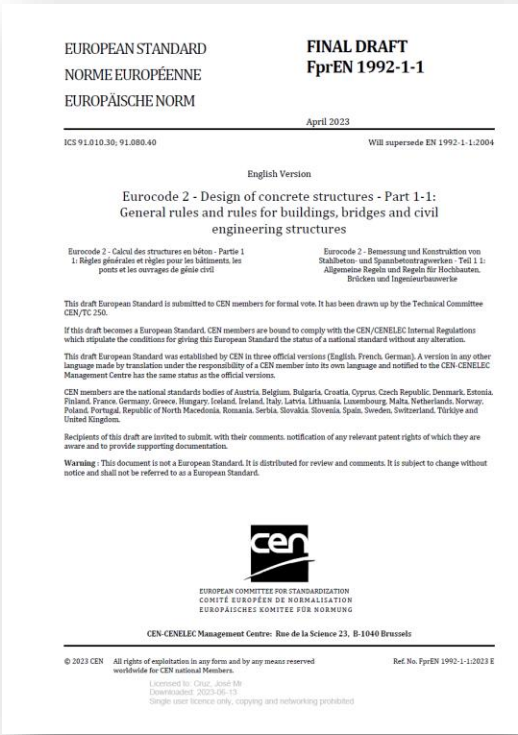 EUROPEAN STANDARD
NORME EUROPÉENNE
EUROPÄISCHE NORM
FINAL DRAFT
FprEN 1992-1-1
April 2023
ICS 91.010.30; 91.080.40
Will supersede EN 1992-1-1:2004
English Version
Eurocode 2 - Design of concrete structures - Part 1-1:
General rules and rules for buildings, bridges and civil
engineering structures
Eurocode 2 - Calcul des structures en béton - Partie 1
1: Règles générales et règles pour les bâtiments, les
ponts et les ouvrages de génie civil
Eurocode 2 - Bemessung und Konstruktion von
Stahlbeton- und Spannbetontragwerken - Teil 1 1:
Allgemeine Regeln und Regeln für Hochbauten,
Brücken und Ingenieurbauwerke
This draft European Standard is submitted to CEN members for formal vote. It has been drawn up by the Technical Committee
CEN/TC 250.
If this draft becomes a European Standard, CEN members are bound to comply with the CEN/CENELEC Internal Regulations
which stipulate the conditions for giving this European Standard the status of a national standard without any alteration.
This draft European Standard was established by CEN in three official versions (English, French, German). A version in any other
language made by translation under the responsibility of a CEN member into its own language and notified to the CEN-CENELEC
Management Centre has the same status as the official versions.
CEN members are the national standards bodies of Austria, Belgium, Bulgaria, Croatia, Cyprus, Czech Republic, Denmark, Estonia,
Finland, France, Germany, Greece, Hungary, Iceland, Ireland, Italy, Latvia, Lithuania, Luxembourg, Malta, Netherlands, Norway,
Poland, Portugal, Republic of North Macedonia, Romania, Serbia, Slovakia, Slovenia, Spain, Sweden, Switzerland, Türkiye and
United Kingdom.
Recipients of this draft are invited to submit, with their comments, notification of any relevant patent rights of which they are
aware and to provide supporting documentation.
Warning : This document is not a European Standard. It is distributed for review and comments. It is subject to change without
notice and shall not be referred to as a European Standard.
cen
EUROPEAN COMMITTEE FOR STANDARDIZATION
COMITÉ EUROPÉEN DE NORMALISATION
EUROPÄISCHES KOMITEE FÜR NORMUNG
CEN-CENELEC Management Centre: Rue de la Science 23, B-1040 Brussels
© 2023 CEN
All rights of exploitation in any form and by any means reserved
worldwide for CEN national Members.
Ref. No. FprEN 1992-1-1:2023 E
Licensed to: Cruz, José Mr
Downloaded: 2023-06-13
Single user licence only, copying and networking prohibited